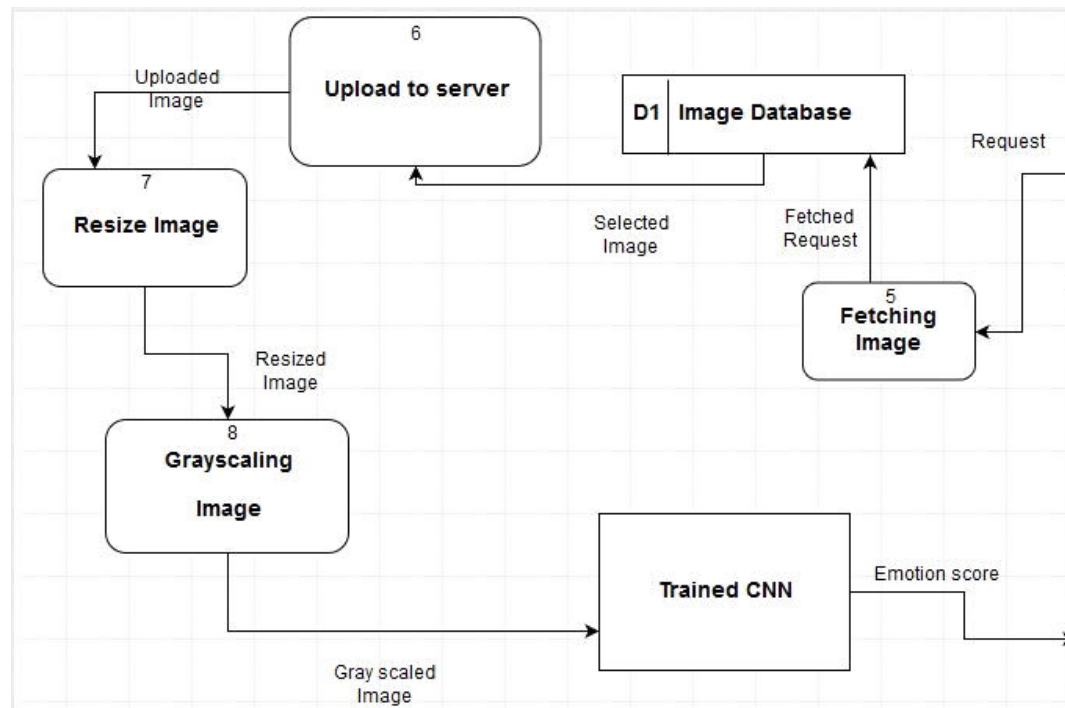 6
Upload to server
Uploaded
Image
D1 Image Database
Request
7
Resize Image
Selected
Image
Fetched
Request
5
Fetching
Image
Resized
Image
8
Grayscaling
Image
Trained CNN
Emotion score
Gray scaled
Image